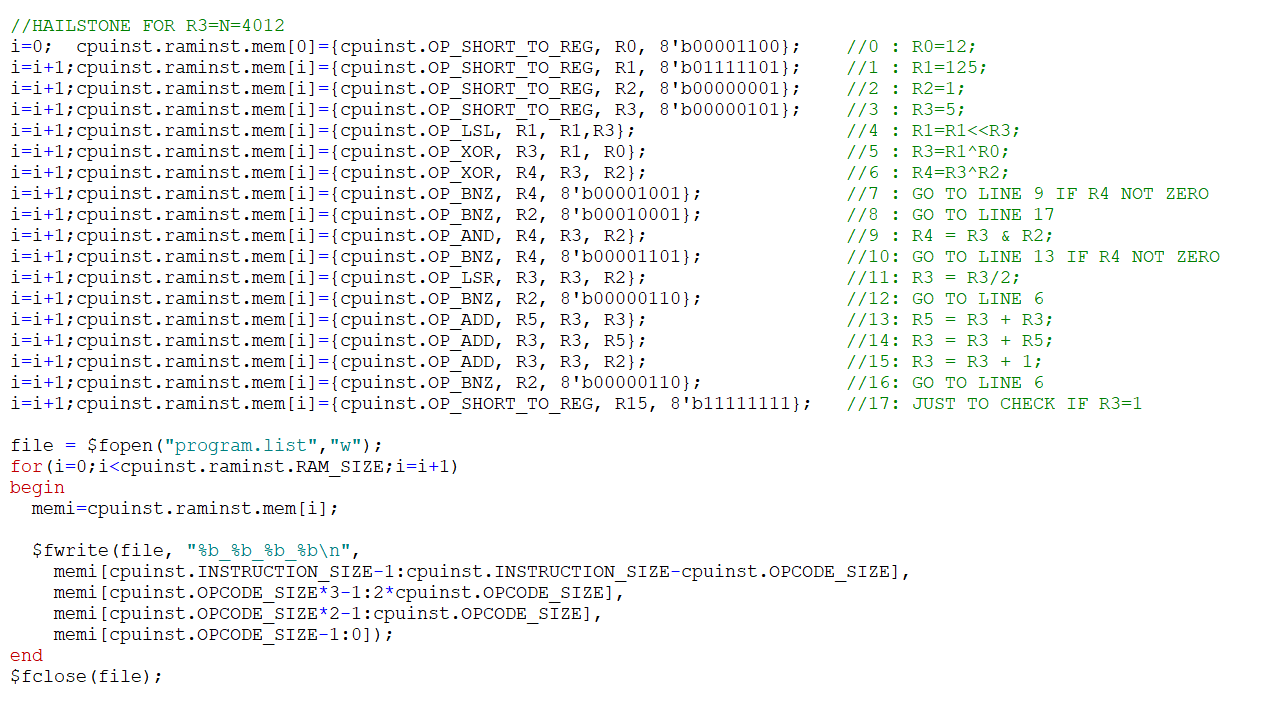 //HAILSTONE FOR R3=N=4012
i=0;  cpuinst.raminst.mem[0]={cpuinst.OP_SHORT_TO_REG, R0, 8'b00001100};    //0 : R0=12;
i=i+1;cpuinst.raminst.mem[i]={cpuinst.OP_SHORT_TO_REG, R1, 8'b01111101};    //1 : R1=125;
i=i+1;cpuinst.raminst.mem[i]={cpuinst.OP_SHORT_TO_REG, R2, 8'b00000001};    //2 : R2=1;
i=i+1;cpuinst.raminst.mem[i]={cpuinst.OP_SHORT_TO_REG, R3, 8'b00000101};    //3 : R3=5;
i=i+1;cpuinst.raminst.mem[i]={cpuinst.OP_LSL, R1, R1,R3};                   //4 : R1=R1<<R3;
i=i+1;cpuinst.raminst.mem[i]={cpuinst.OP_XOR, R3, R1, R0};                  //5 : R3=R1^R0;
i=i+1;cpuinst.raminst.mem[i]={cpuinst.OP_XOR, R4, R3, R2};                  //6 : R4=R3^R2;
i=i+1;cpuinst.raminst.mem[i]={cpuinst.OP_BNZ, R4, 8'b00001001};             //7 : GO TO LINE 9 IF R4 NOT ZERO
i=i+1;cpuinst.raminst.mem[i]={cpuinst.OP_BNZ, R2, 8'b00010001};             //8 : GO TO LINE 17
i=i+1;cpuinst.raminst.mem[i]={cpuinst.OP_AND, R4, R3, R2};                  //9 : R4 = R3 & R2;
i=i+1;cpuinst.raminst.mem[i]={cpuinst.OP_BNZ, R4, 8'b00001101};             //10: GO TO LINE 13 IF R4 NOT ZERO
i=i+1;cpuinst.raminst.mem[i]={cpuinst.OP_LSR, R3, R3, R2};                  //11: R3 = R3/2;
i=i+1;cpuinst.raminst.mem[i]={cpuinst.OP_BNZ, R2, 8'b00000110};             //12: GO TO LINE 6
i=i+1;cpuinst.raminst.mem[i]={cpuinst.OP_ADD, R5, R3, R3};                  //13: R5 = R3 + R3;
i=i+1;cpuinst.raminst.mem[i]={cpuinst.OP_ADD, R3, R3, R5};                  //14: R3 = R3 + R5;
i=i+1;cpuinst.raminst.mem[i]={cpuinst.OP_ADD, R3, R3, R2};                  //15: R3 = R3 + 1;
i=i+1;cpuinst.raminst.mem[i]={cpuinst.OP_BNZ, R2, 8'b00000110};             //16: GO TO LINE 6
i=i+1;cpuinst.raminst.mem[i]={cpuinst.OP_SHORT_TO_REG, R15, 8'b11111111};   //17: JUST TO CHECK IF R3=1

file = $fopen("program.list","w");
for(i=0;i<cpuinst.raminst.RAM_SIZE;i=i+1)
begin
  memi=cpuinst.raminst.mem[i];

  $fwrite(file, "%b_%b_%b_%b\n",
    memi[cpuinst.INSTRUCTION_SIZE-1:cpuinst.INSTRUCTION_SIZE-cpuinst.OPCODE_SIZE],
    memi[cpuinst.OPCODE_SIZE*3-1:2*cpuinst.OPCODE_SIZE],
    memi[cpuinst.OPCODE_SIZE*2-1:cpuinst.OPCODE_SIZE],
    memi[cpuinst.OPCODE_SIZE-1:0]);
end
$fclose(file);